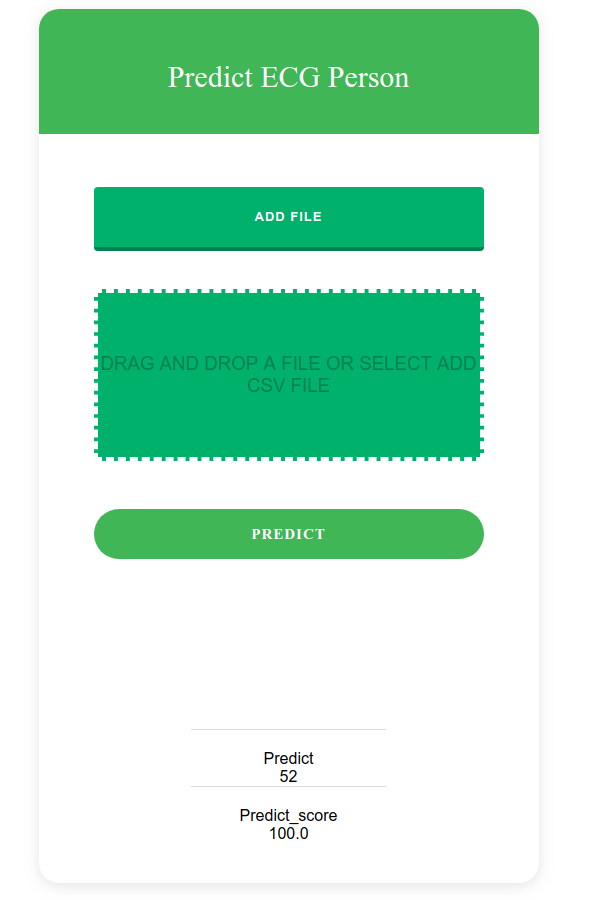 Predict ECG Person
ADD FILE
DRAG AND DROP A FILE OR SELECT ADD
CSV FILE
PREDICT
Predict
52
Predict_score
100.0